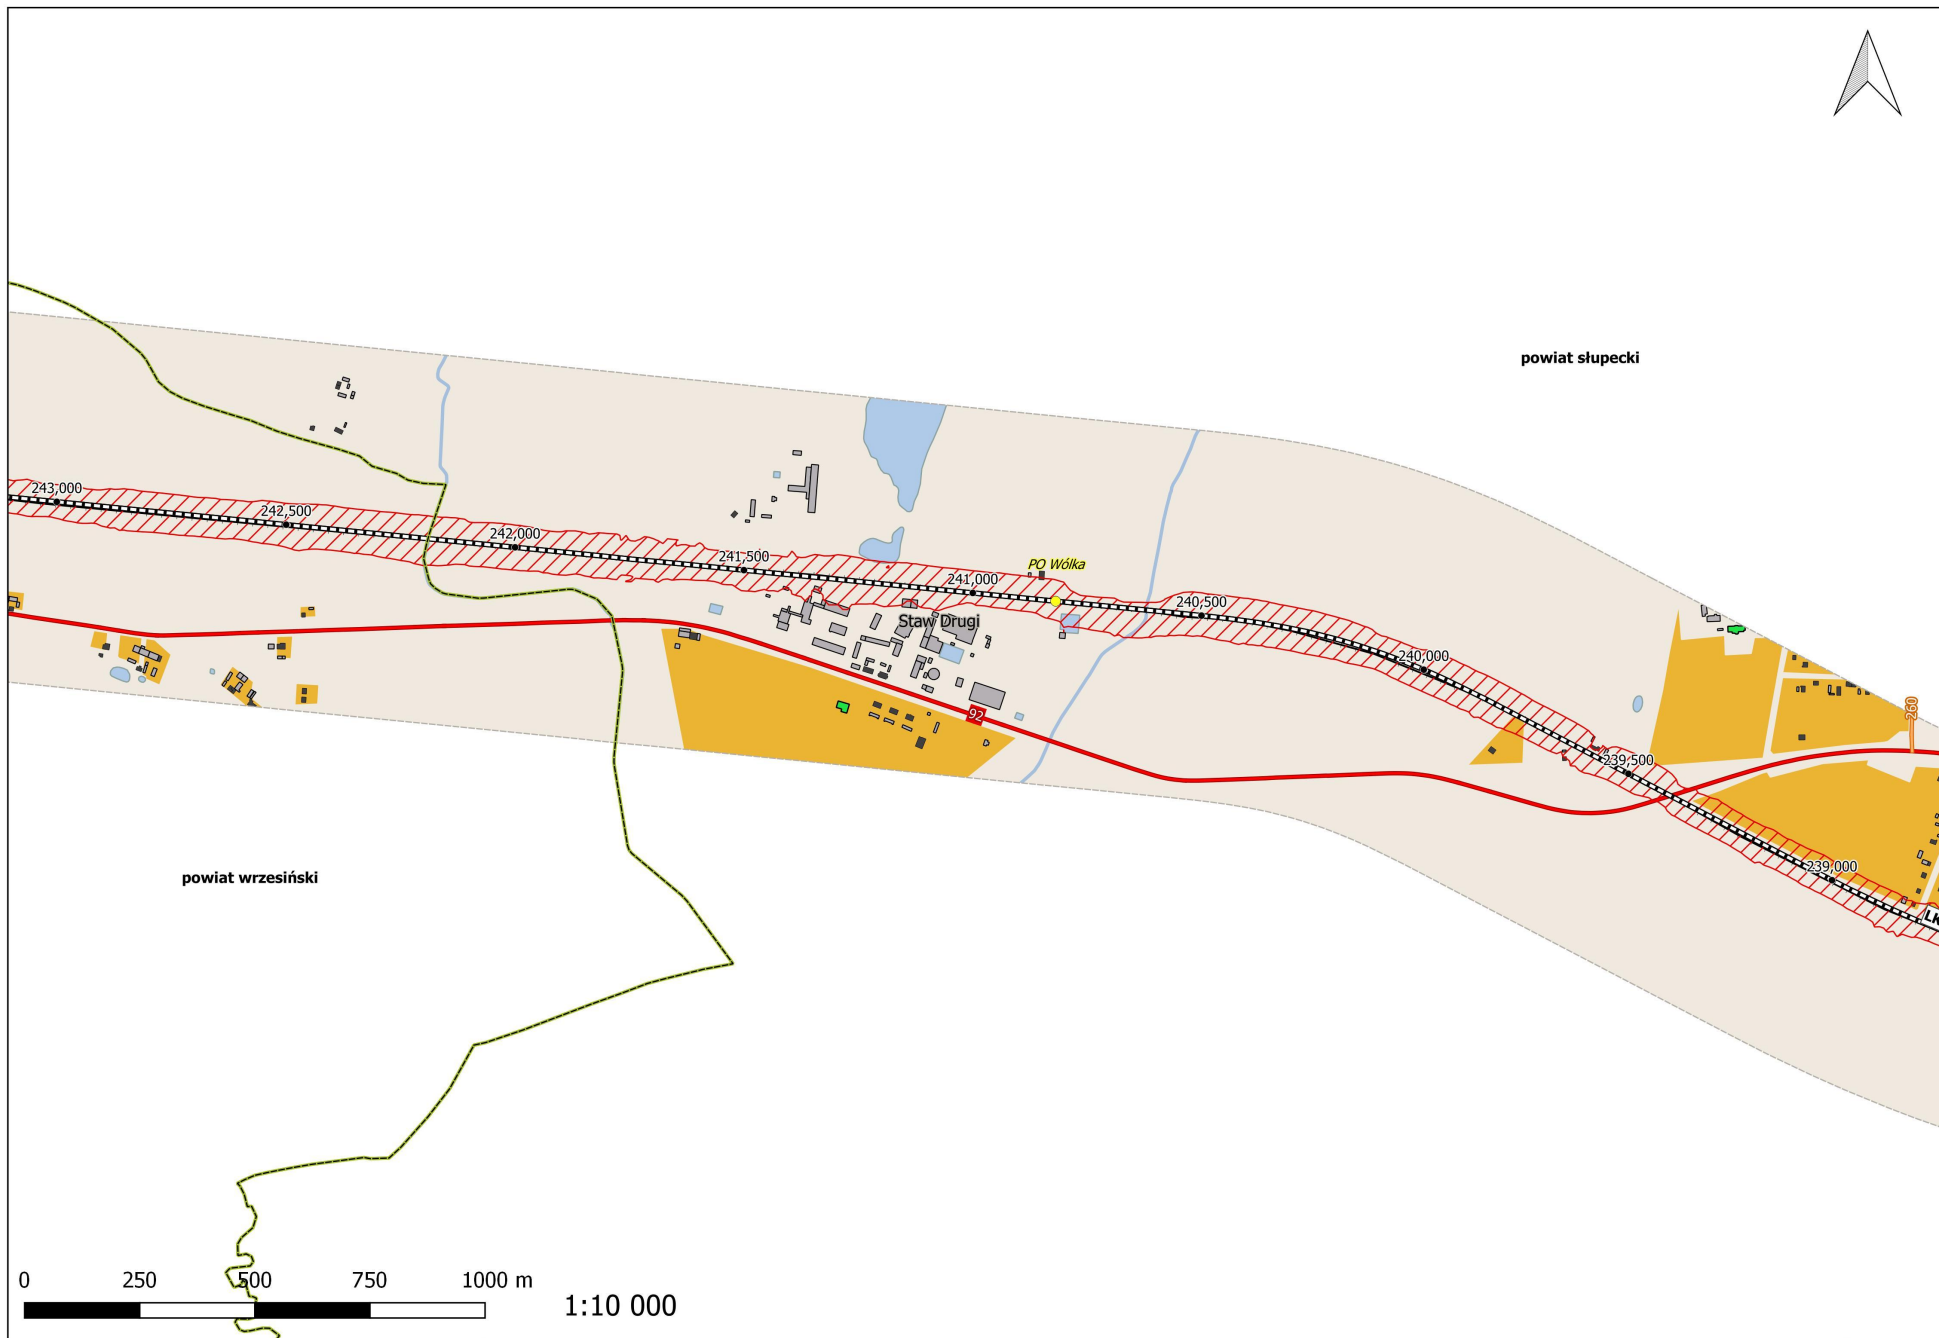 powiat słupecki
243,000
242,500
242,000
241,500
PO Wólka
241,000
240,500
Staw Drugi
240,000
92
260
239,500
239,000
powiat wrzesiński
LK
0 250 500 750 1000 m
1:10 000